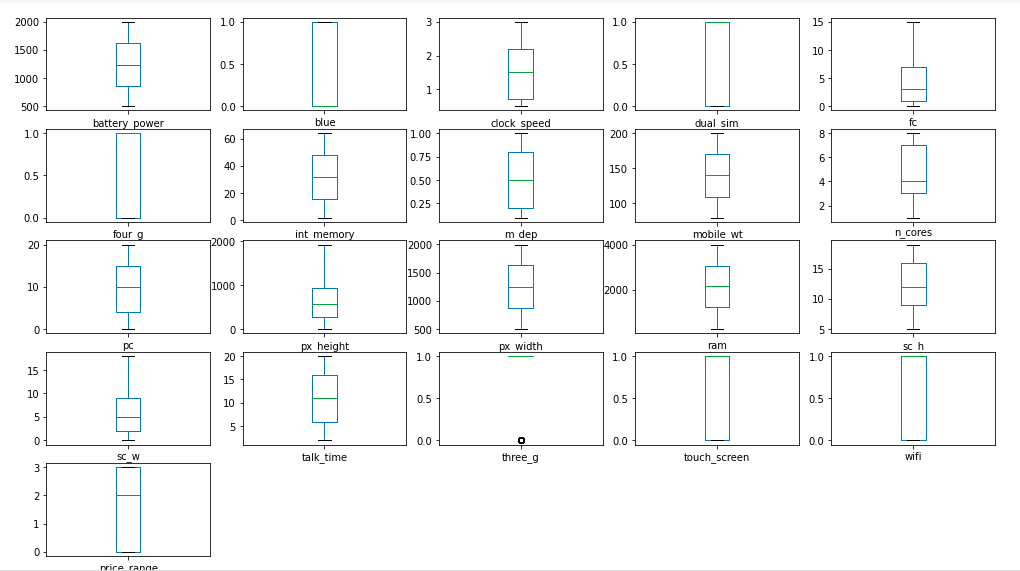 2000 1.0 3 1.0 15
1500 2 10
1000 0.5 0.5 5
500 0.0 1 0.0 0
battery_power blue clock_speed dual_sim fc
1.0 60 1.00 200 8
0.5 40 0.75 150 6
20 0.50 100 4
0.0 0 0.25 2
four_g int_memory m_dep mobile_wt n_cores
20 2000 2000 4000 15
10 1000 1500 2000 10
0 0 1000 5
500
pc px_height px_width ram sc_h
15 20 1.0 1.0 1.0
10 15 0.5 0.5 0.5
5 10
0 5 0.0 0.0 0.0
sc_w talk_time three_g touch_screen wifi
3
2
1
0
price_range